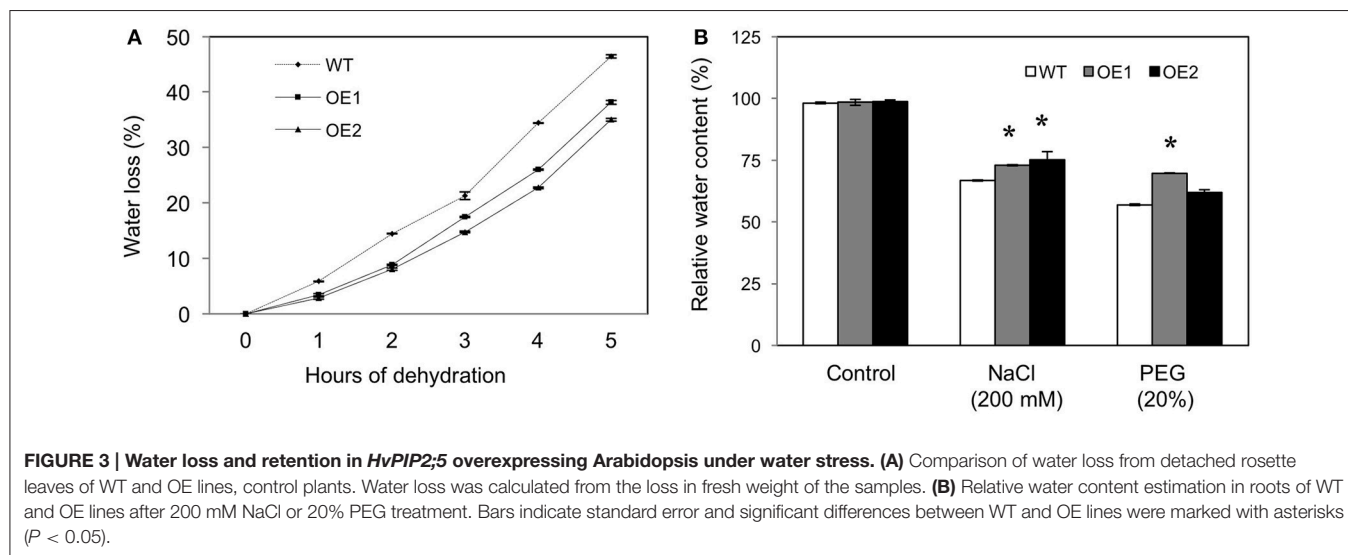 A
50
40
30
20
10
0
Water loss (%)
WT
OE1
OE2
0 1 2 3 4 5
Hours of dehydration
B
125
100
75
50
25
0
Relative water content (%)
WT OE1 OE2
* * *
Control NaCl (200 mM) PEG (20%)
FIGURE 3 | Water loss and retention in HvPIP2;5 overexpressing Arabidopsis under water stress. (A) Comparison of water loss from detached rosette
leaves of WT and OE lines, control plants. Water loss was calculated from the loss in fresh weight of the samples. (B) Relative water content estimation in roots of WT
and OE lines after 200 mM NaCl or 20% PEG treatment. Bars indicate standard error and significant differences between WT and OE lines were marked with asterisks
(P < 0.05).